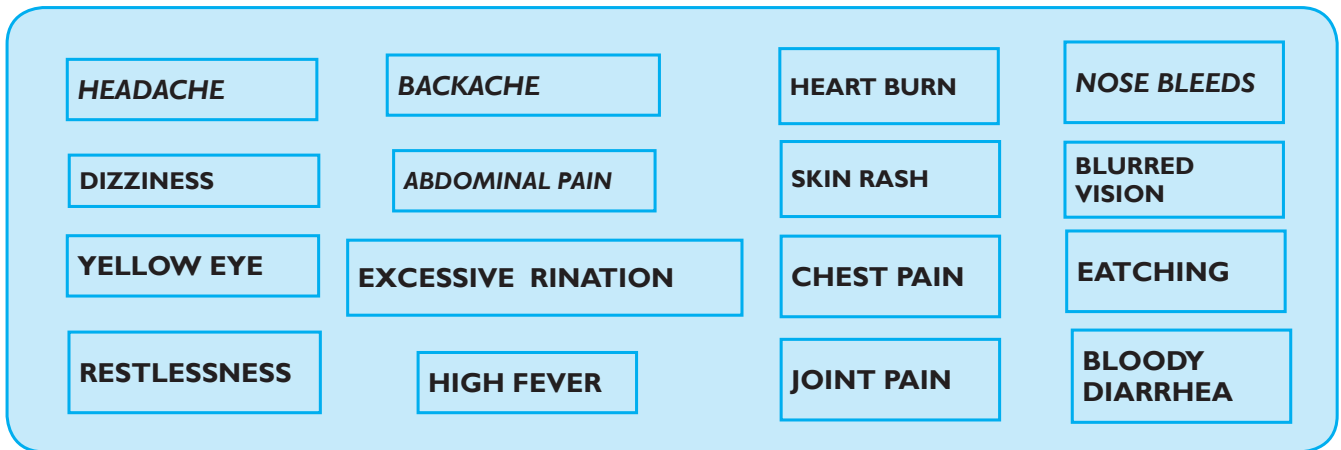 HEADACHE
BACKACHE
HEART BURN
NOSE BLEEDS
DIZZINESS
ABDOMINAL PAIN
SKIN RASH
BLURRED
VISION
YELLOW EYE
EXCESSIVE RINATION
CHEST PAIN
EATCHING
RESTLESSNESS
HIGH FEVER
JOINT PAIN
BLOODY
DIARRHEA